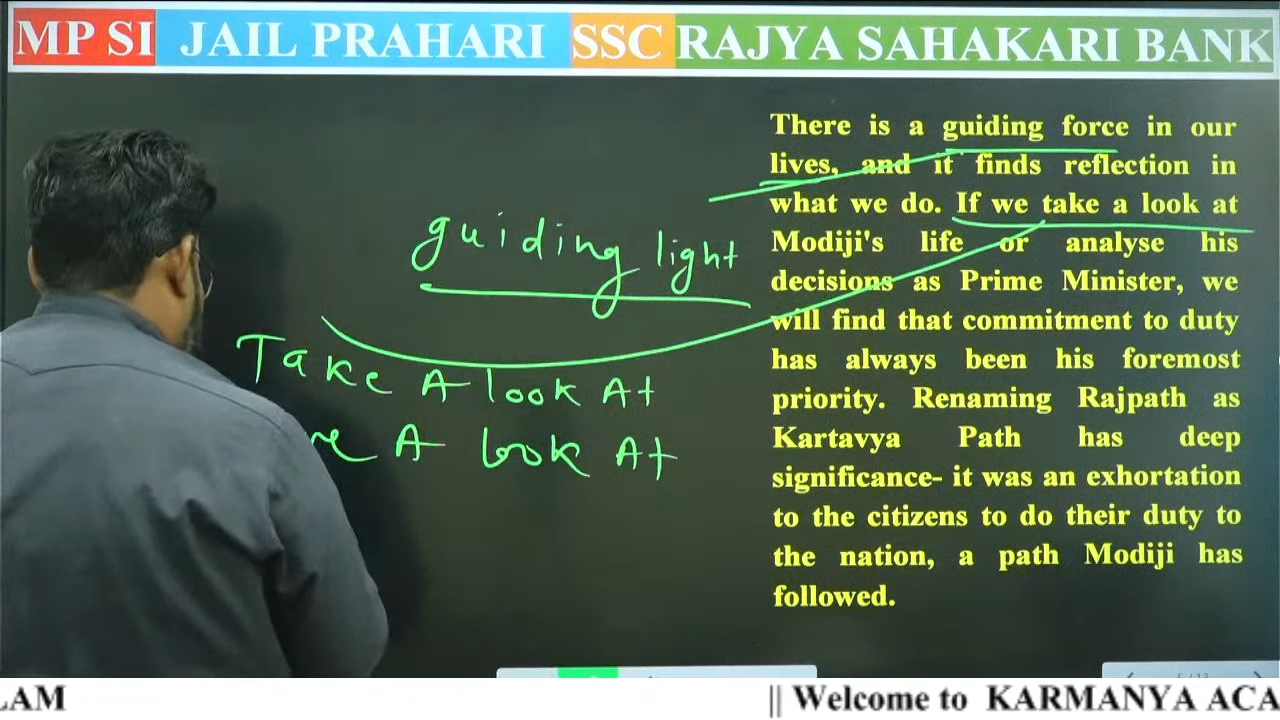 MP SI JAIL PRAHARI SSC RAJYA SAHAKARI BANK
There is a guiding force in our
lives, and it finds reflection in
what we do. If we take a look at
Modiji's life or analyse his
decisions as Prime Minister, we
will find that commitment to duty
has always been his foremost
priority. Renaming Rajpath as
Kartavya Path has deep
significance- it was an exhortation
to the citizens to do their duty to
the nation, a path Modiji has
followed.
guiding light
Take A look At
A look At
LAM || Welcome to KARMANYA ACA